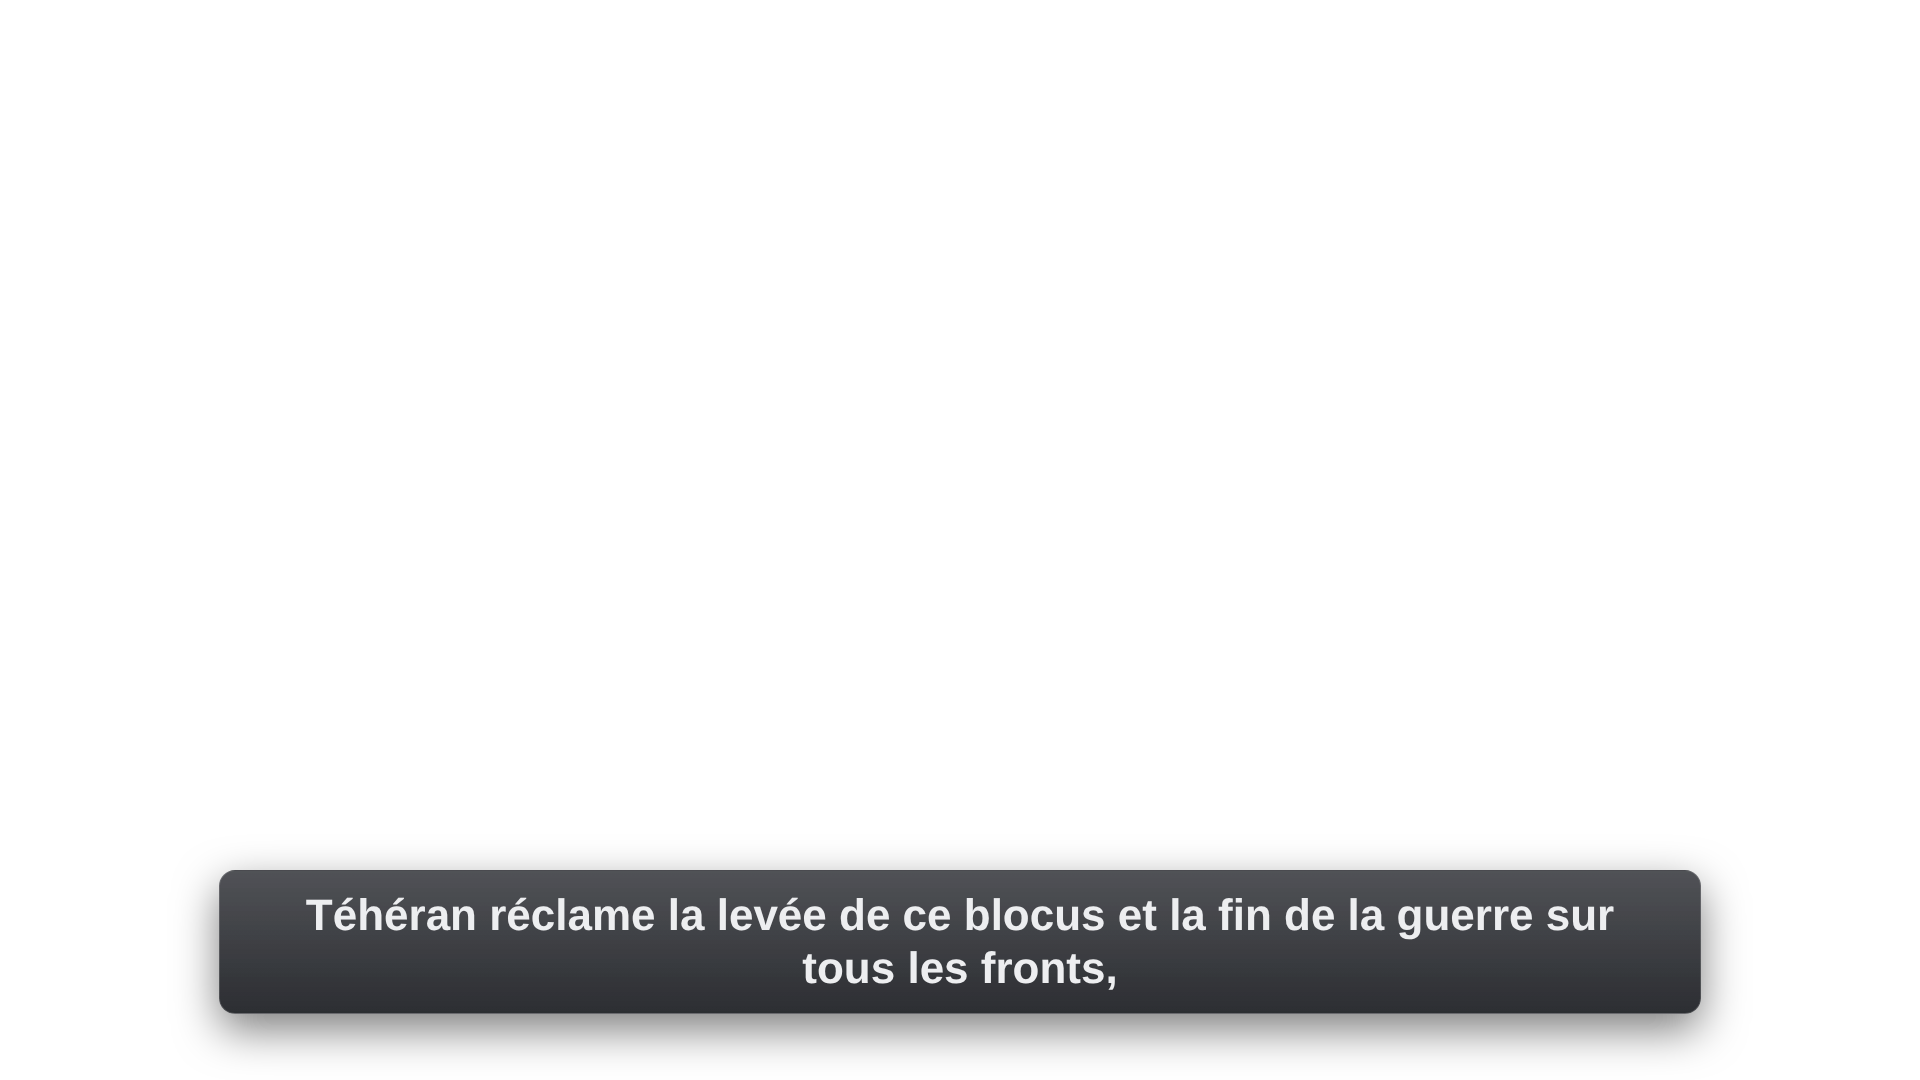 Téhéran réclame la levée de ce blocus et la fin de la guerre sur
tous les fronts,